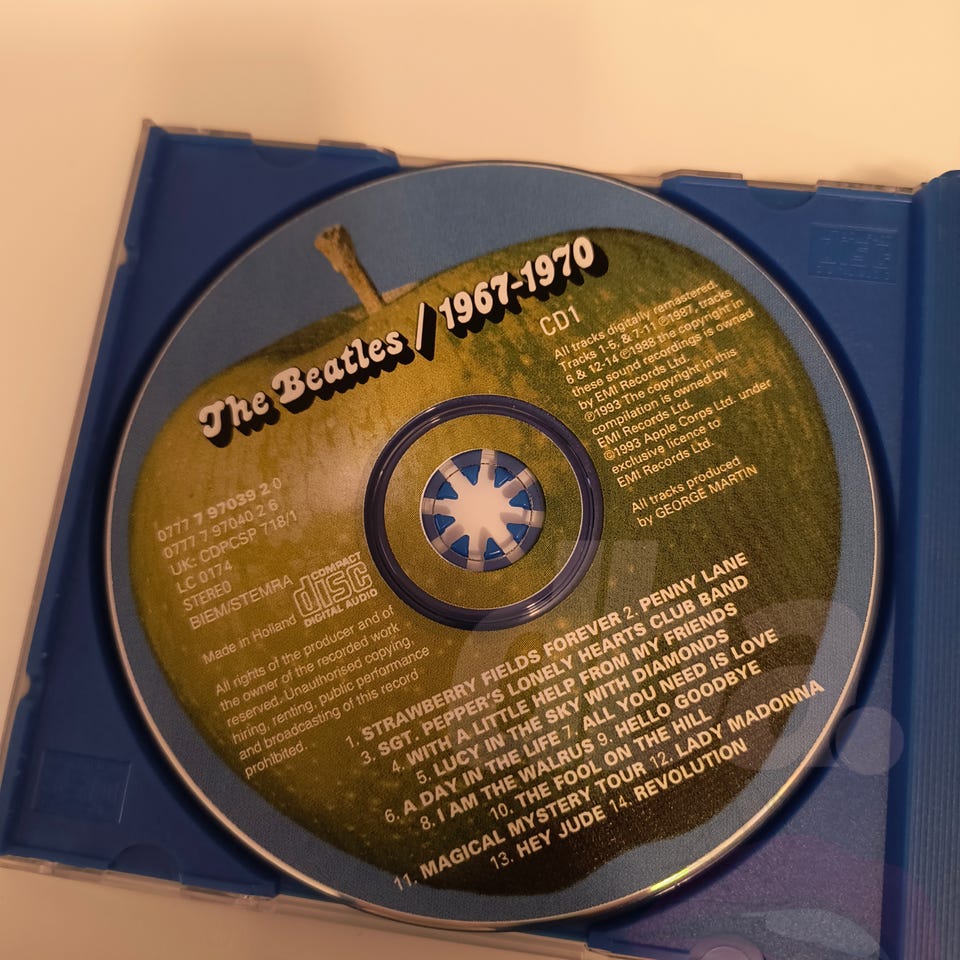 The Beatles / 1967-1970
CD1
All tracks digitally remastered.
Tracks 1-5, & 7-11 ℗1987, tracks
6 & 12-14 ℗1988 the copyright in
these sound recordings is owned
by EMI Records Ltd.
℗1993 The copyright in this
compilation is owned by
EMI Records Ltd.
©1993 Apple Corps Ltd. under
exclusive licence to
EMI Records Ltd.
All tracks produced
by GEORGE MARTIN
0777 7 97039 2 0
0777 7 97040 2 6
UK: CDPCSP 718/1
LC 0174
STEREO
BIEM/STEMRA
COMPACT
disc
DIGITAL AUDIO
Made in Holland
All rights of the producer and of
the owner of the recorded work
reserved. Unauthorised copying,
hiring, renting, public performance
and broadcasting of this record
prohibited.
1. STRAWBERRY FIELDS FOREVER 2. PENNY LANE
3. SGT. PEPPER'S LONELY HEARTS CLUB BAND
4. WITH A LITTLE HELP FROM MY FRIENDS
5. LUCY IN THE SKY WITH DIAMONDS
6. A DAY IN THE LIFE 7. ALL YOU NEED IS LOVE
8. I AM THE WALRUS 9. HELLO GOODBYE
10. THE FOOL ON THE HILL
11. MAGICAL MYSTERY TOUR 12. LADY MADONNA
13. HEY JUDE 14. REVOLUTION
dba.